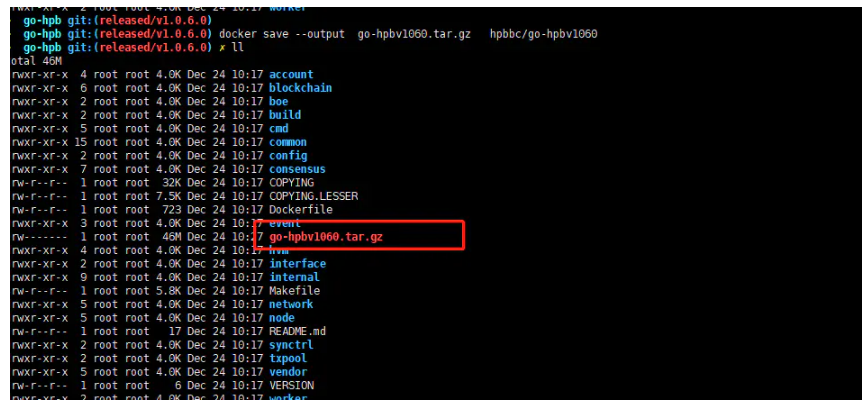 rwxr-xr-x 2 root root 4.0K Dec 24 10:17 worker
go-hpb git:(released/v1.0.6.0)
go-hpb git:(released/v1.0.6.0) docker save --output go-hpbv1060.tar.gz hpbbc/go-hpbv1060
go-hpb git:(released/v1.0.6.0) ✗ ll
otal 46M
rwxr-xr-x 4 root root 4.0K Dec 24 10:17 account
rwxr-xr-x 6 root root 4.0K Dec 24 10:17 blockchain
rwxr-xr-x 2 root root 4.0K Dec 24 10:17 boe
rwxr-xr-x 2 root root 4.0K Dec 24 10:17 build
rwxr-xr-x 5 root root 4.0K Dec 24 10:17 cmd
rwxr-xr-x 15 root root 4.0K Dec 24 10:17 common
rwxr-xr-x 2 root root 4.0K Dec 24 10:17 config
rwxr-xr-x 7 root root 4.0K Dec 24 10:17 consensus
rw-r--r-- 1 root root 32K Dec 24 10:17 COPYING
rw-r--r-- 1 root root 7.5K Dec 24 10:17 COPYING.LESSER
rw-r--r-- 1 root root 723 Dec 24 10:17 Dockerfile
rwxr-xr-x 3 root root 4.0K Dec 24 10:17 event
rw------- 1 root root 46M Dec 24 10:27 go-hpbv1060.tar.gz
rwxr-xr-x 4 root root 4.0K Dec 24 10:17 hvm
rwxr-xr-x 2 root root 4.0K Dec 24 10:17 interface
rwxr-xr-x 9 root root 4.0K Dec 24 10:17 internal
rw-r--r-- 1 root root 5.8K Dec 24 10:17 Makefile
rwxr-xr-x 5 root root 4.0K Dec 24 10:17 network
rwxr-xr-x 5 root root 4.0K Dec 24 10:17 node
rw-r--r-- 1 root root 17 Dec 24 10:17 README.md
rwxr-xr-x 2 root root 4.0K Dec 24 10:17 synctrl
rwxr-xr-x 2 root root 4.0K Dec 24 10:17 txpool
rwxr-xr-x 5 root root 4.0K Dec 24 10:17 vendor
rw-r--r-- 1 root root 6 Dec 24 10:17 VERSION
rwxr-xr-x 2 root root 4.0K Dec 24 10:17 worker